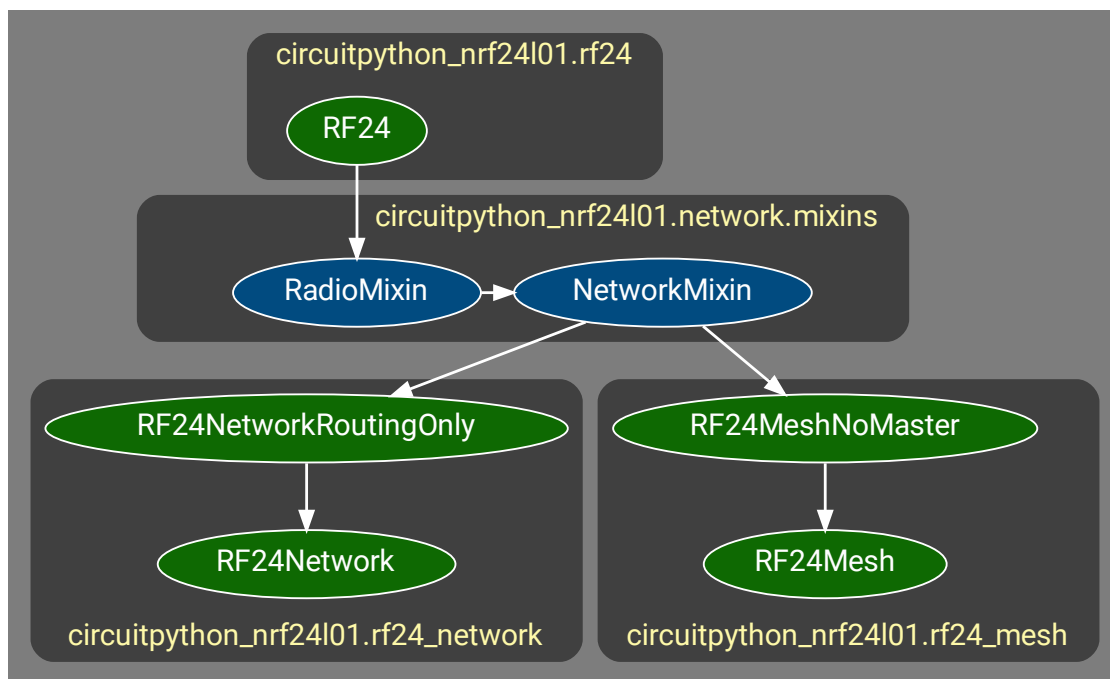 circuitpython_nrf24l01.rf24
RF24
circuitpython_nrf24l01.network.mixins
RadioMixin
NetworkMixin
RF24NetworkRoutingOnly
RF24MeshNoMaster
RF24Network
RF24Mesh
circuitpython_nrf24l01.rf24_network
circuitpython_nrf24l01.rf24_mesh